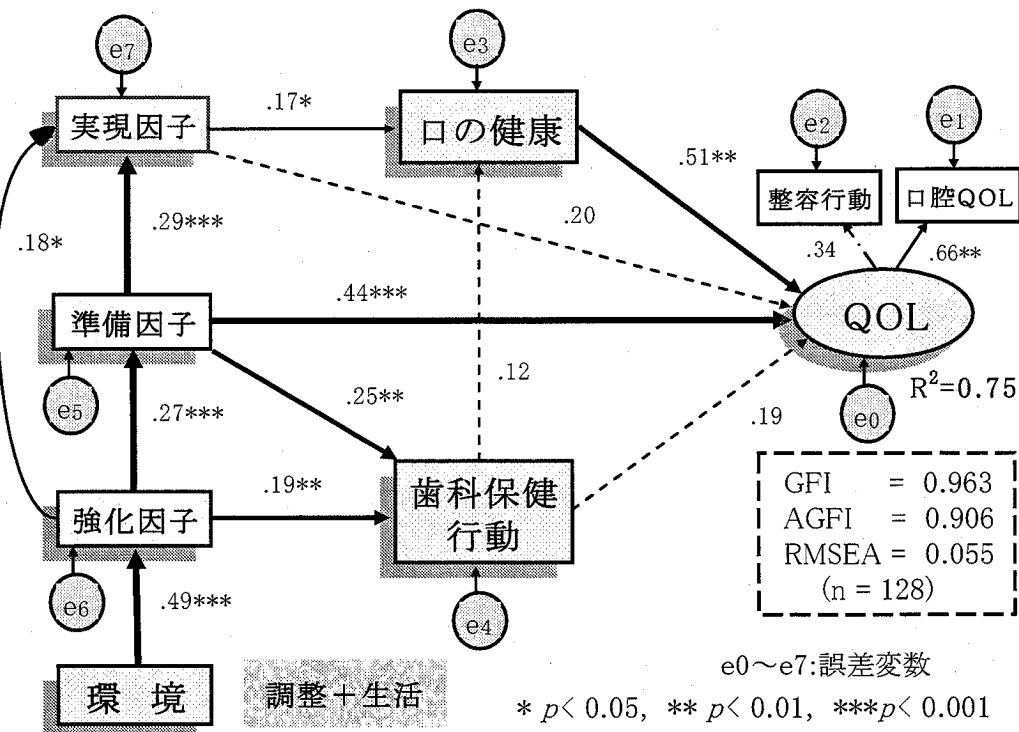 e7
e3
実現因子
.17*
口の健康
e2
e1
整容行動
口腔QOL
.51**
.18*
.29***
.20
.34
.66**
準備因子
.44***
QOL
e5
.27***
.25**
.12
.19
e0
R²=0.75
強化因子
.19**
歯科保健
行動
GFI = 0.963
AGFI = 0.906
RMSEA = 0.055
(n = 128)
e6
.49***
e4
環 境
調整+生活
e0～e7:誤差変数
* p< 0.05, ** p< 0.01, ***p< 0.001